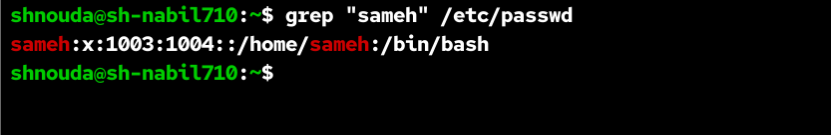 shnouda@sh-nabil710:~$ grep "sameh" /etc/passwd
sameh:x:1003:1004::/home/sameh:/bin/bash
shnouda@sh-nabil710:~$